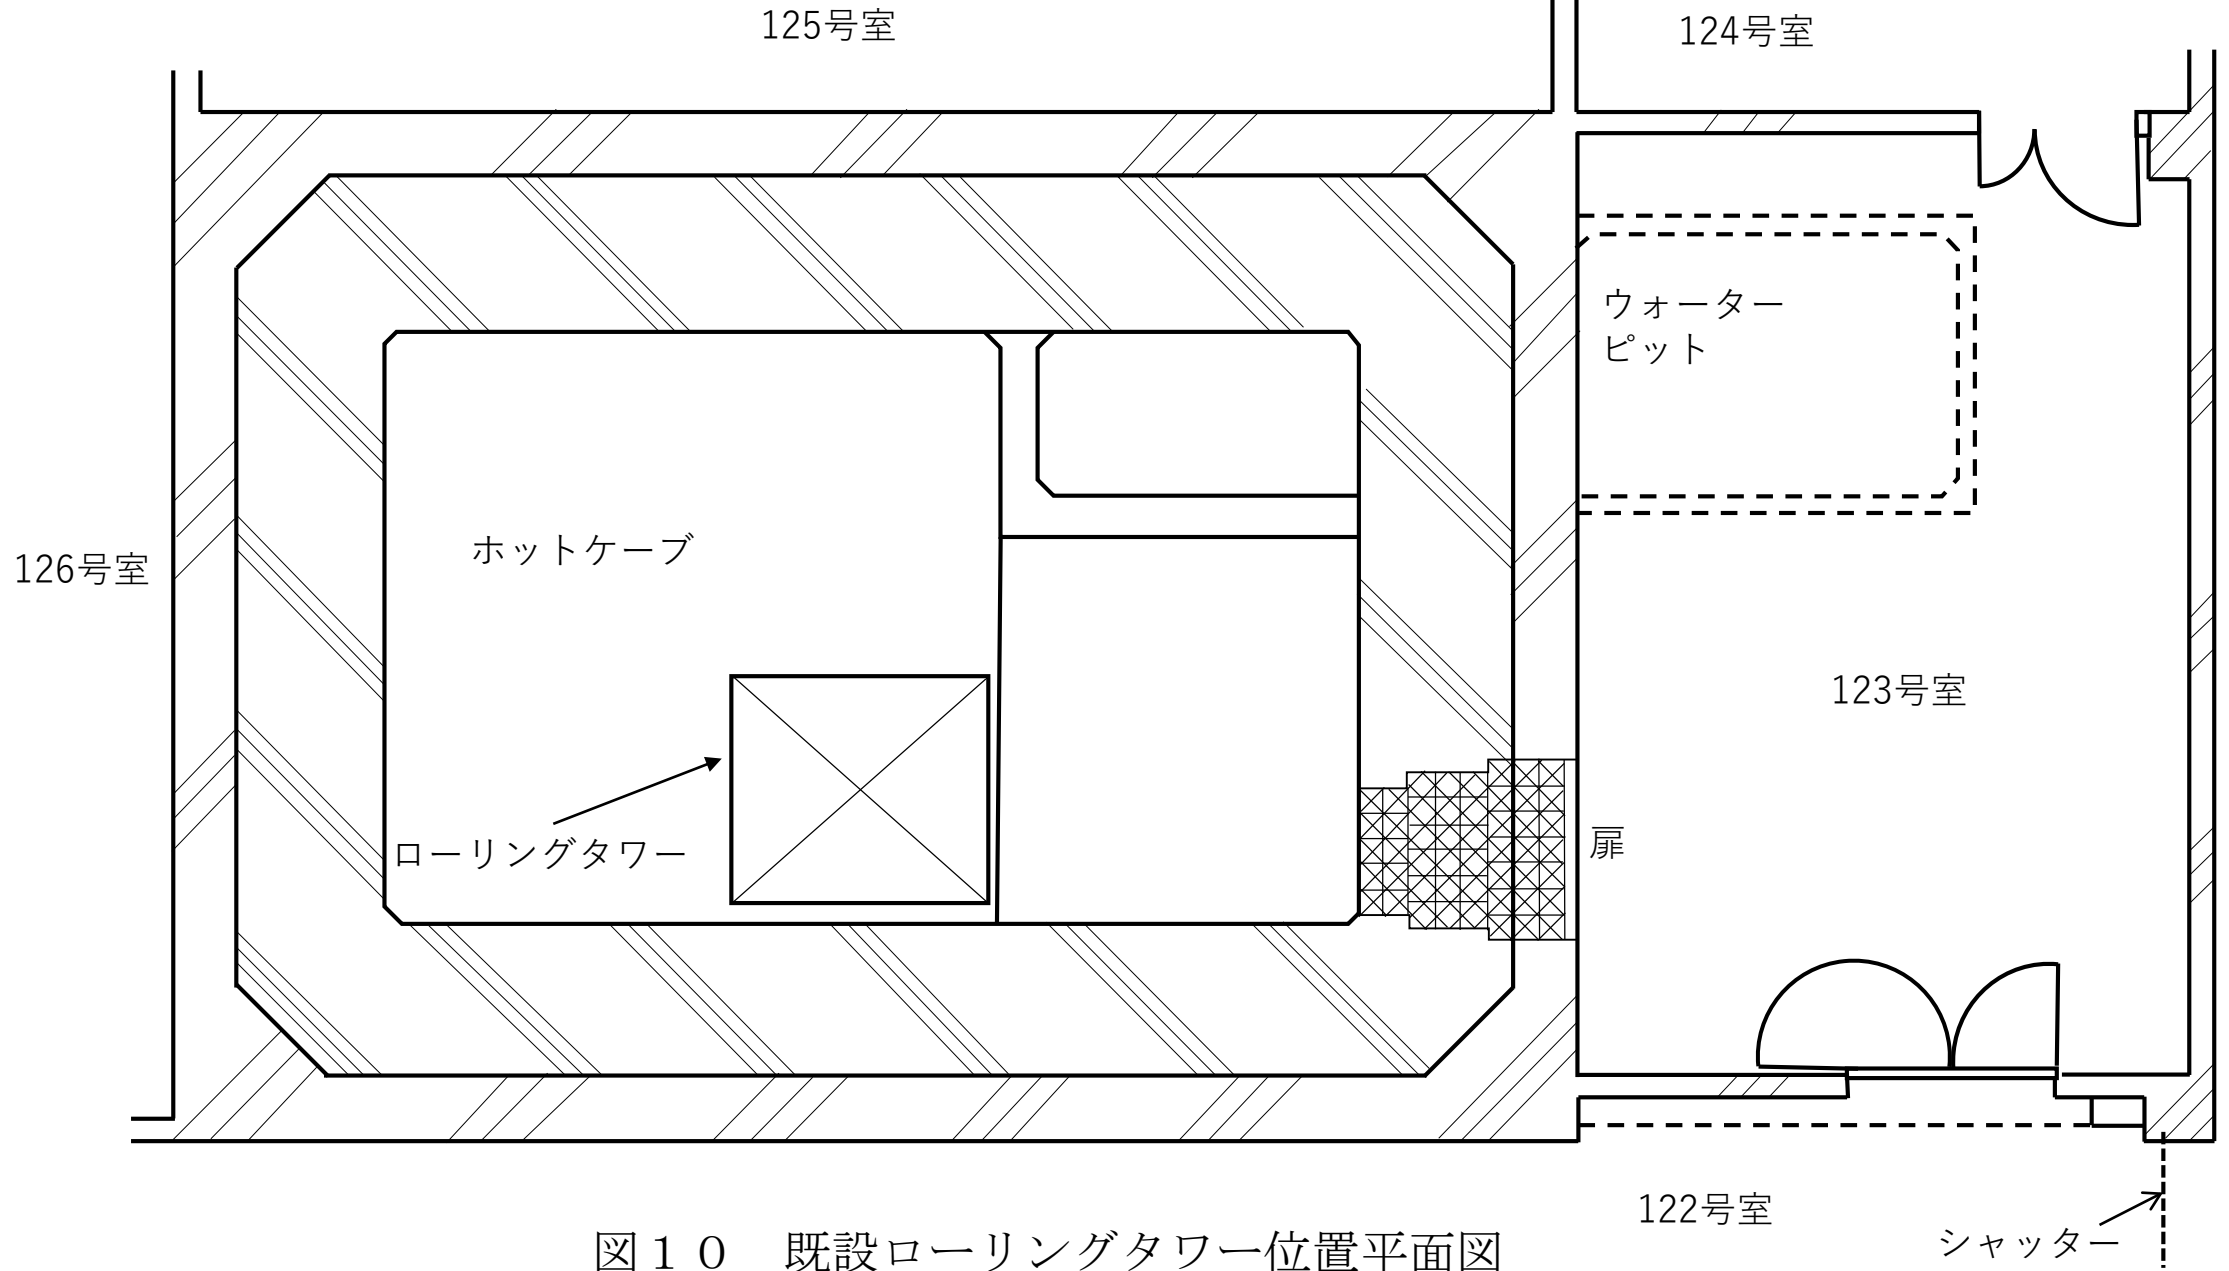 125号室
124号室
ウォーター
ピット
ホットケーブ
126号室
123号室
ローリングタワー
扉
122号室
シャッター
図１０　既設ローリングタワー位置平面図